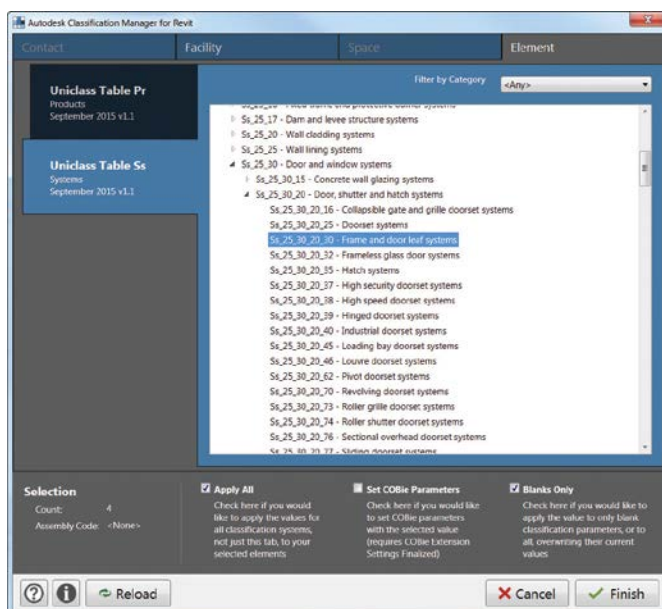 Autodesk Classification Manager for Revit
Contact
Facility
Space
Element
Uniclass Table Pr
Products
September 2015 v1.1
Uniclass Table Ss
Systems
September 2015 v1.1
Filter by Category
<Any>
Ss_25_17 - Dam and levee structure systems
Ss_25_20 - Wall cladding systems
Ss_25_25 - Wall lining systems
Ss_25_30 - Door and window systems
Ss_25_30_15 - Concrete wall glazing systems
Ss_25_30_20 - Door, shutter and hatch systems
Ss_25_30_20_16 - Collapsible gate and grille doorset systems
Ss_25_30_20_25 - Doorset systems
Ss_25_30_20_30 - Frame and door leaf systems
Ss_25_30_20_32 - Frameless glass door systems
Ss_25_30_20_35 - Hatch systems
Ss_25_30_20_37 - High security doorset systems
Ss_25_30_20_38 - High speed doorset systems
Ss_25_30_20_39 - Hinged doorset systems
Ss_25_30_20_40 - Industrial doorset systems
Ss_25_30_20_45 - Loading bay doorset systems
Ss_25_30_20_46 - Louvre doorset systems
Ss_25_30_20_62 - Pivot doorset systems
Ss_25_30_20_70 - Revolving doorset systems
Ss_25_30_20_73 - Roller grille doorset systems
Ss_25_30_20_74 - Roller shutter doorset systems
Ss_25_30_20_76 - Sectional overhead doorset systems
Ss_25_30_20_77 - Sliding doorset systems
Selection
Count: 4
Assembly Code: <None>
Apply All
Check here if you would
like to apply the values for
all classification systems,
not just this tab, to your
selected elements
Set COBie Parameters
Check here if you would like
to set COBie parameters
with the selected value
(requires COBie Extension
Settings Finalized)
Blanks Only
Check here if you would like to
apply the value to only blank
classification parameters, or to
all, overwriting their current
values
Reload
Cancel
Finish